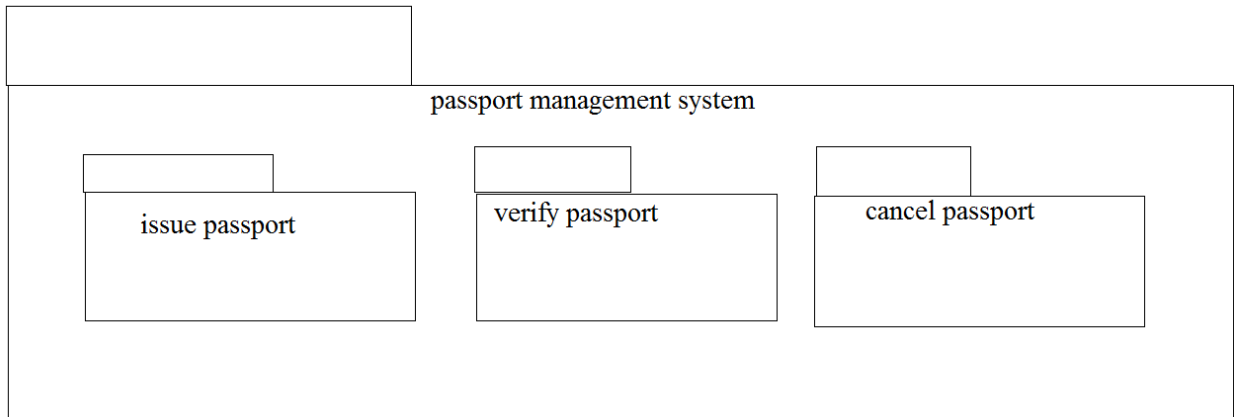 passport management system
issue passport
verify passport
cancel passport